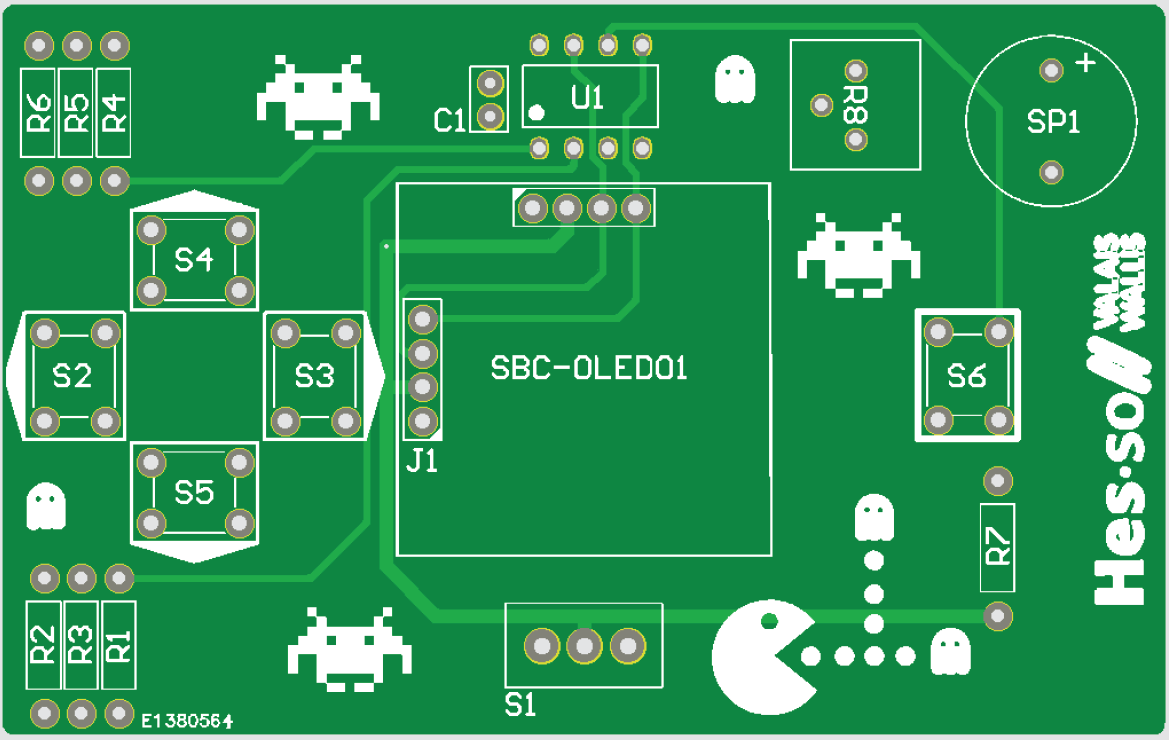 R6
R5
R4
C1
U1
R8
+
SP1
S4
VALAIS
WALLIS
S2
S3
SBC-OLED01
S6
J1
S5
Hes·so
R7
R2
R3
R1
S1
E1380564